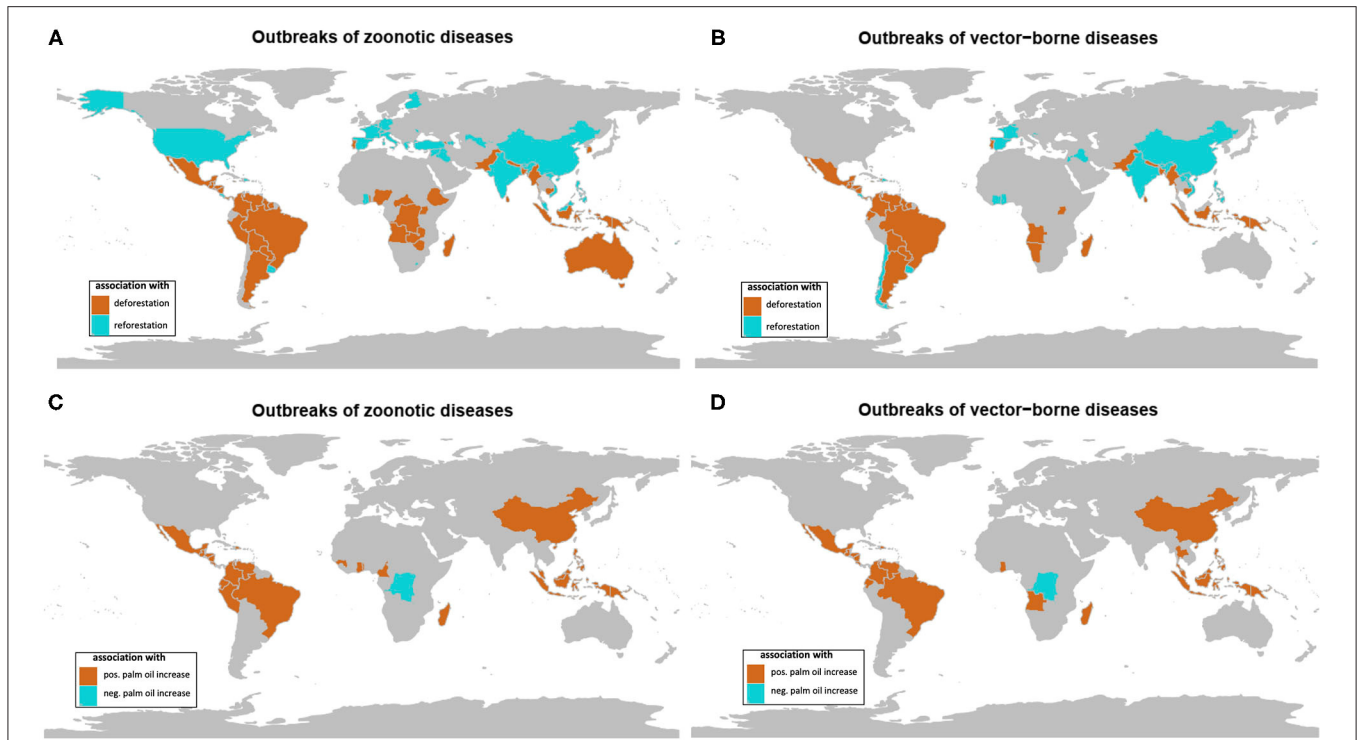 A
Outbreaks of zoonotic diseases
association with
deforestation
reforestation
B
Outbreaks of vector−borne diseases
association with
deforestation
reforestation
C
Outbreaks of zoonotic diseases
association with
pos. palm oil increase
neg. palm oil increase
D
Outbreaks of vector−borne diseases
association with
pos. palm oil increase
neg. palm oil increase